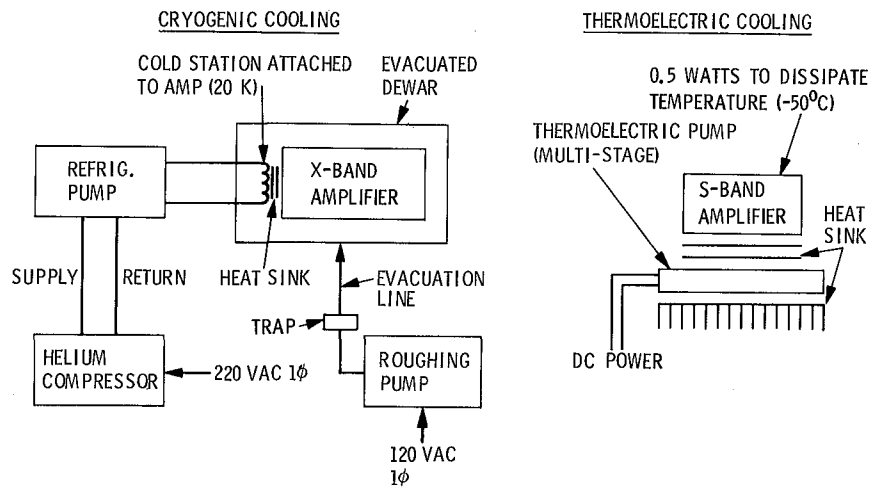 CRYOGENIC COOLING
COLD STATION ATTACHED
TO AMP (20 K)
EVACUATED
DEWAR
REFRIG.
PUMP
X-BAND
AMPLIFIER
SUPPLY
RETURN
HEAT SINK
EVACUATION
LINE
TRAP
HELIUM
COMPRESSOR
220 VAC 1ϕ
ROUGHING
PUMP
120 VAC
1ϕ
THERMOELECTRIC COOLING
0.5 WATTS TO DISSIPATE
TEMPERATURE (-50⁰C)
THERMOELECTRIC PUMP
(MULTI-STAGE)
S-BAND
AMPLIFIER
HEAT
SINK
DC POWER